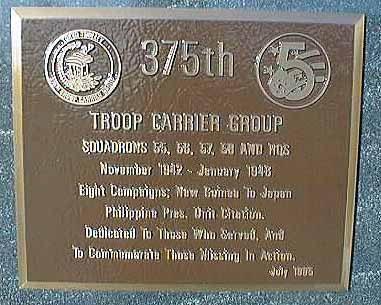 375th
5
TROOP CARRIER GROUP
SQUADRONS 55, 56, 57, 58 AND HQS
November 1942 - January 1946
Eight Campaigns: New Guinea To Japan
Philippine Pres. Unit Citation.
Dedicated To Those Who Served, And
To Commemorate Those Missing In Action.
July 1995